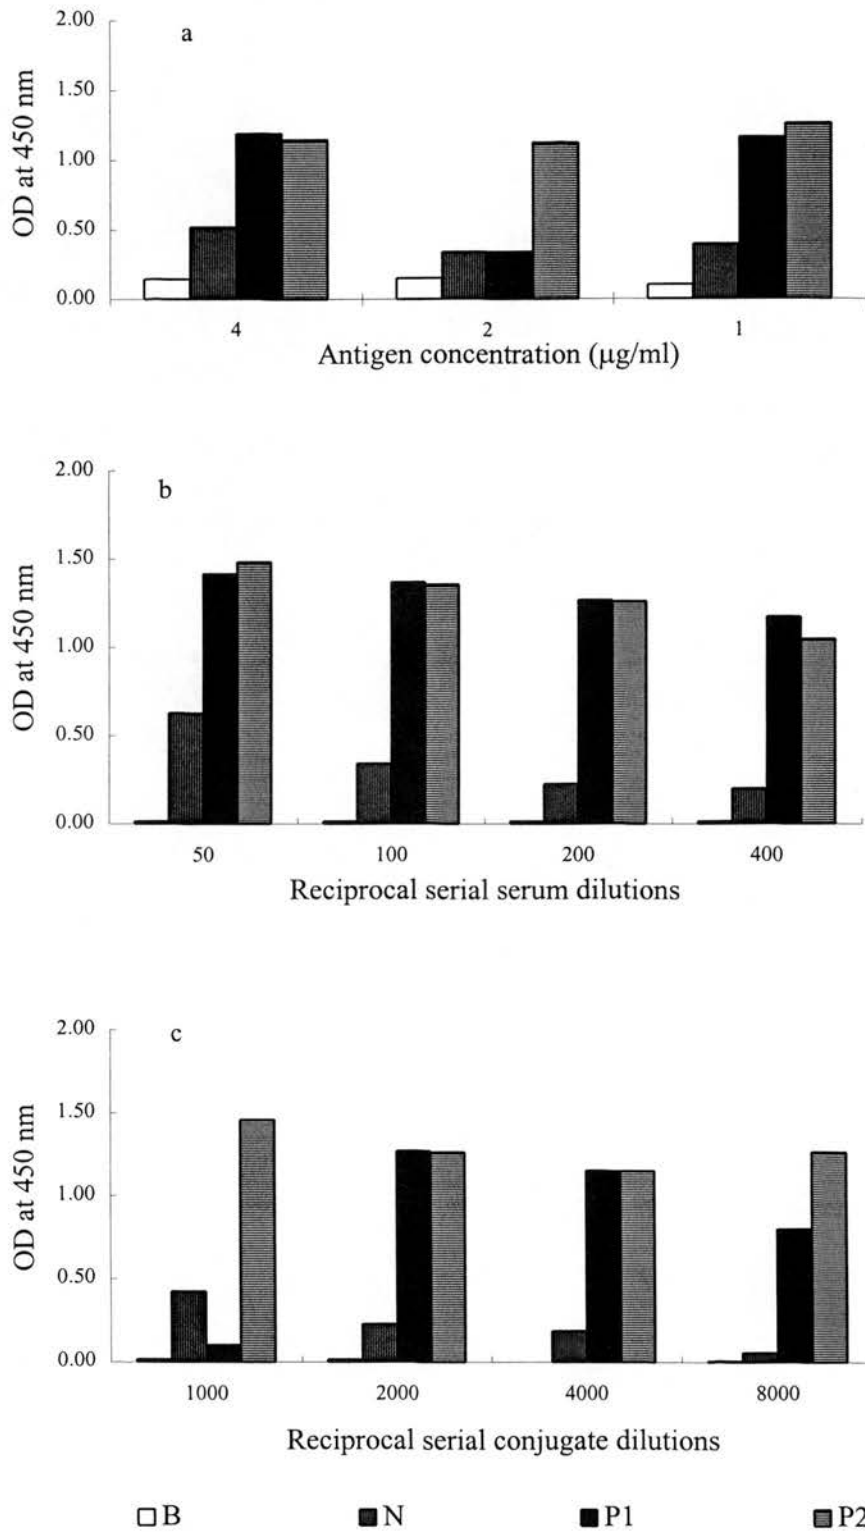 a
2.00
1.50
1.00
0.50
0.00
OD at 450 nm
4 2 1
Antigen concentration (µg/ml)
b
2.00
1.50
1.00
0.50
0.00
OD at 450 nm
50 100 200 400
Reciprocal serial serum dilutions
c
2.00
1.50
1.00
0.50
0.00
OD at 450 nm
1000 2000 4000 8000
Reciprocal serial conjugate dilutions
B N P1 P2